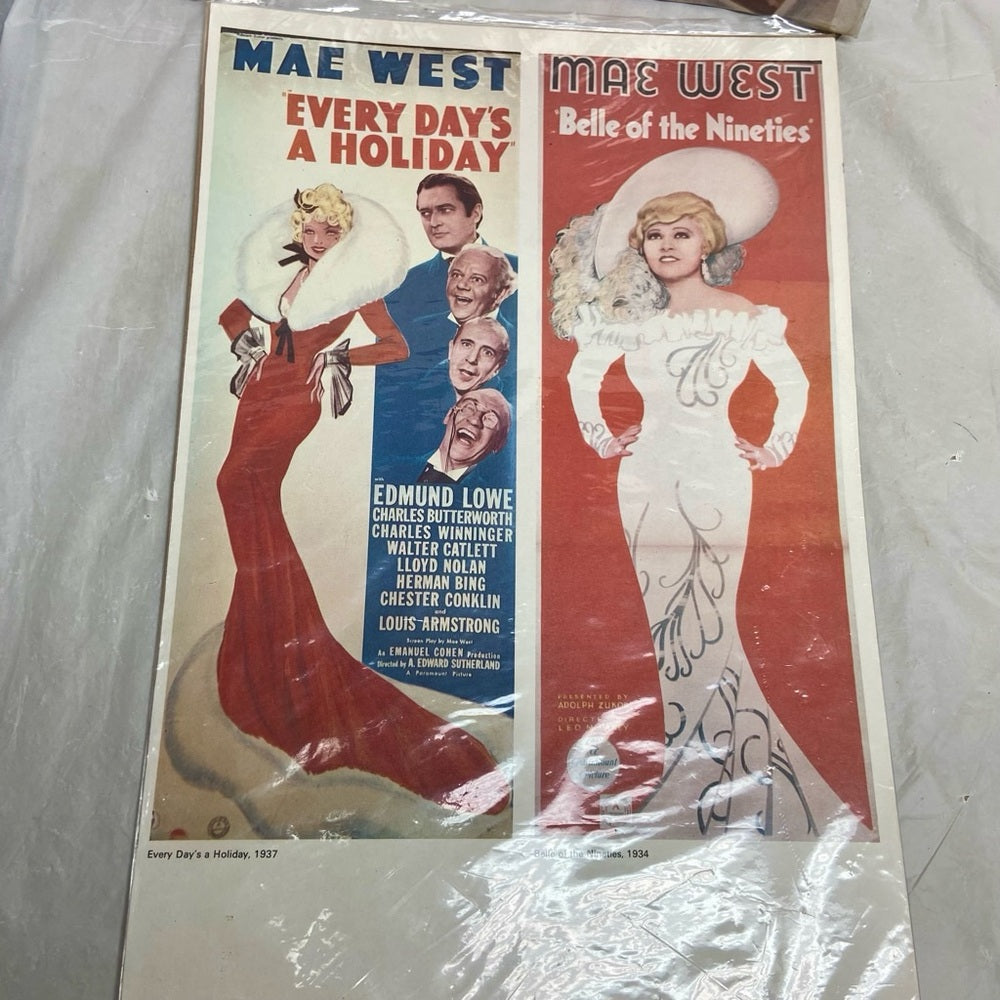 MAE WEST
"EVERY DAY'S
A HOLIDAY"
with
EDMUND LOWE
CHARLES BUTTERWORTH
CHARLES WINNINGER
WALTER CATLETT
LLOYD NOLAN
HERMAN BING
CHESTER CONKLIN
and
LOUIS ARMSTRONG
Screen Play by Mae West
An EMANUEL COHEN Production
Directed by A. EDWARD SUTHERLAND
A Paramount Picture
Every Day's a Holiday, 1937
MAE WEST
"Belle of the Nineties"
PRESENTED BY
ADOLPH
Picture
Belle of the Nineties, 1934